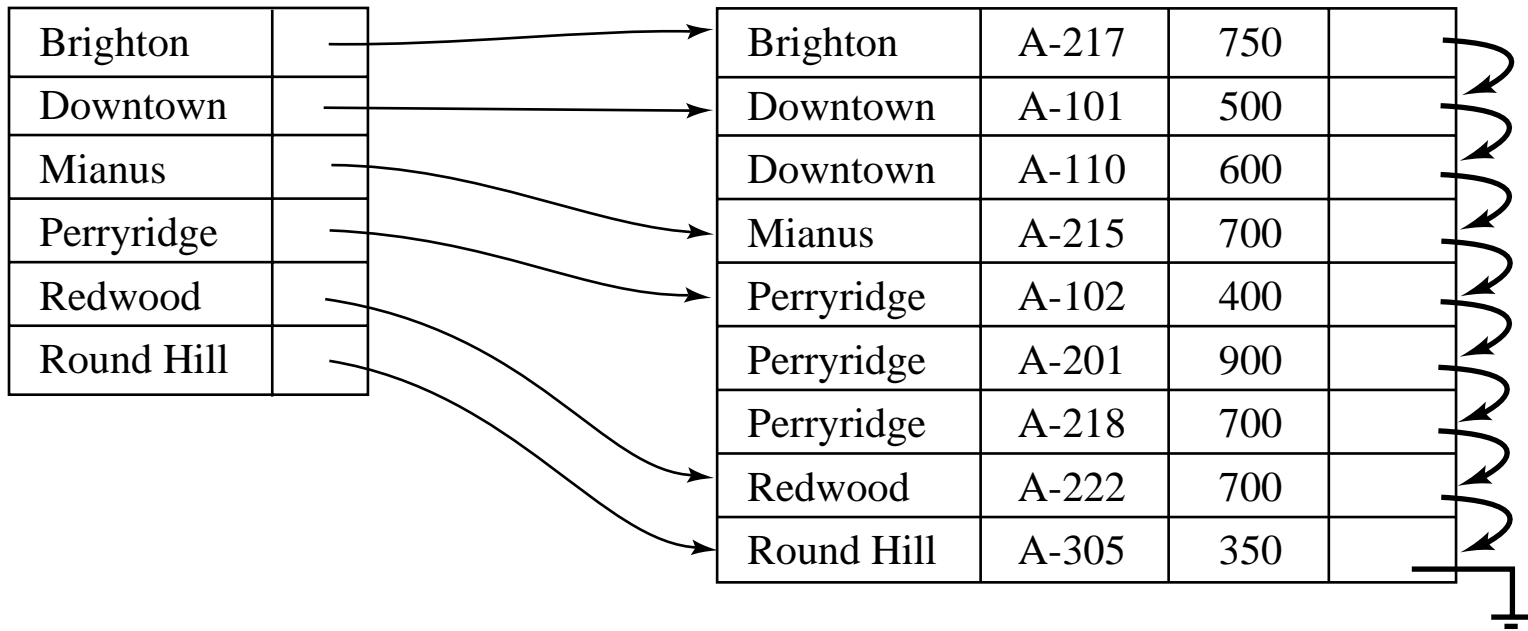 Brighton
Downtown
Mianus
Perryridge
Redwood
Round Hill
Brighton A-217 750
Downtown A-101 500
Downtown A-110 600
Mianus A-215 700
Perryridge A-102 400
Perryridge A-201 900
Perryridge A-218 700
Redwood A-222 700
Round Hill A-305 350